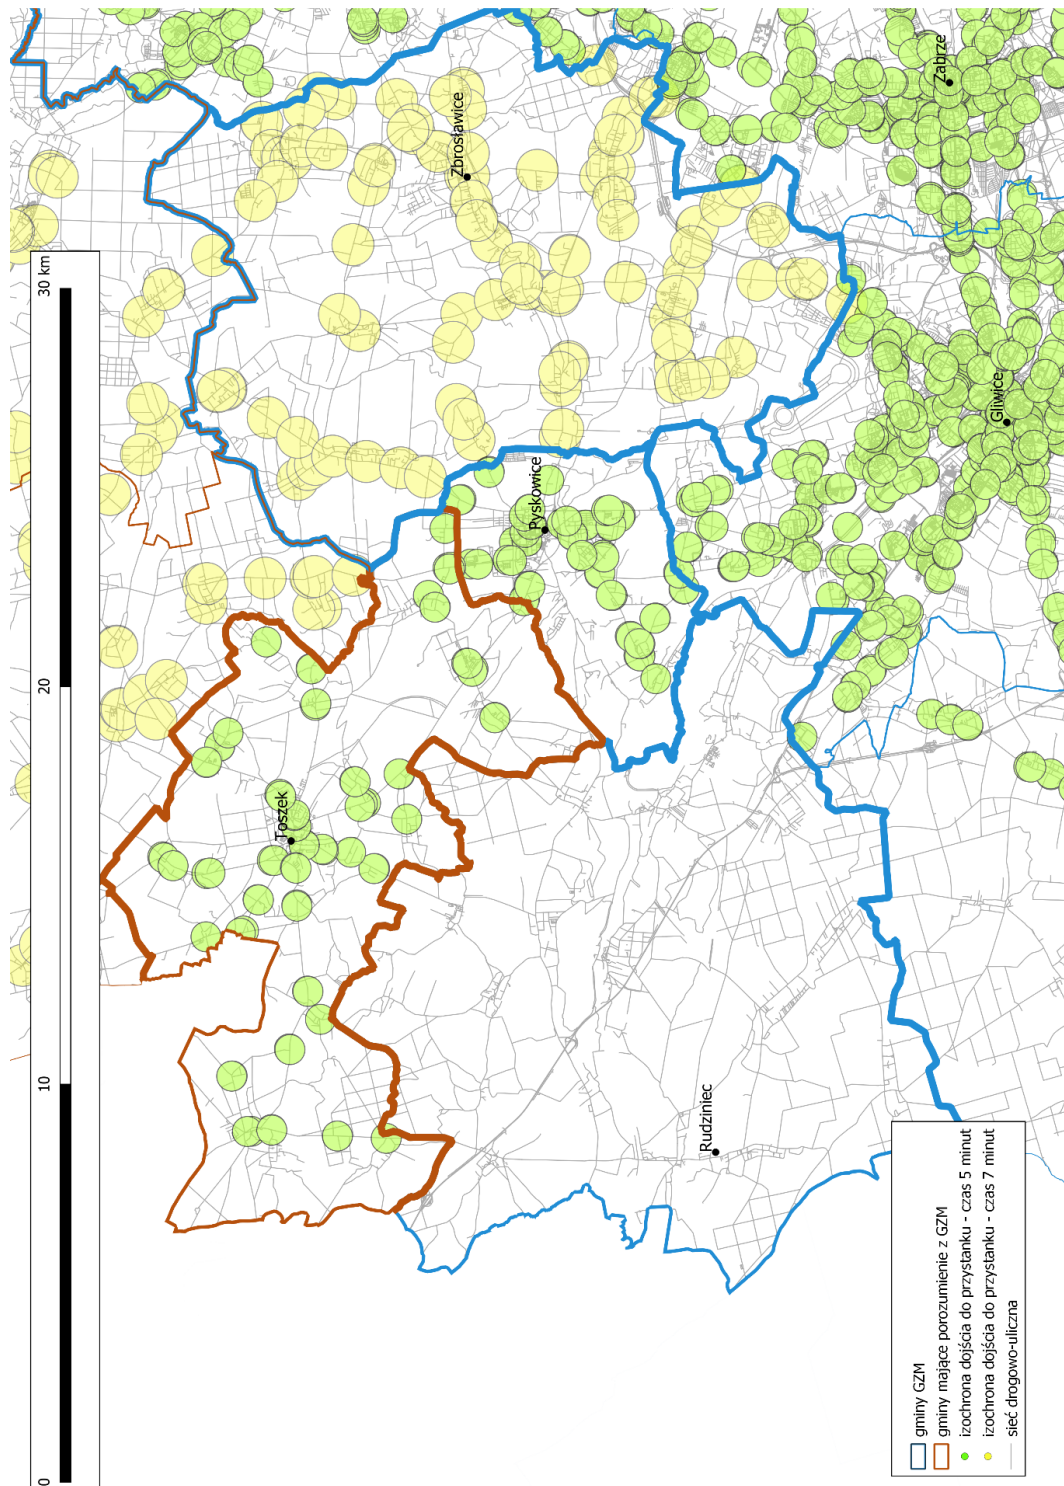 0
10
20
30 km
Zbrosławice
Zabrze
Pyskowice
Gliwice
Toszek
Rudziniec
gminy GZM
gminy mające porozumienie z GZM
izochrona dojścia do przystanku - czas 5 minut
izochrona dojścia do przystanku - czas 7 minut
sieć drogowo-uliczna